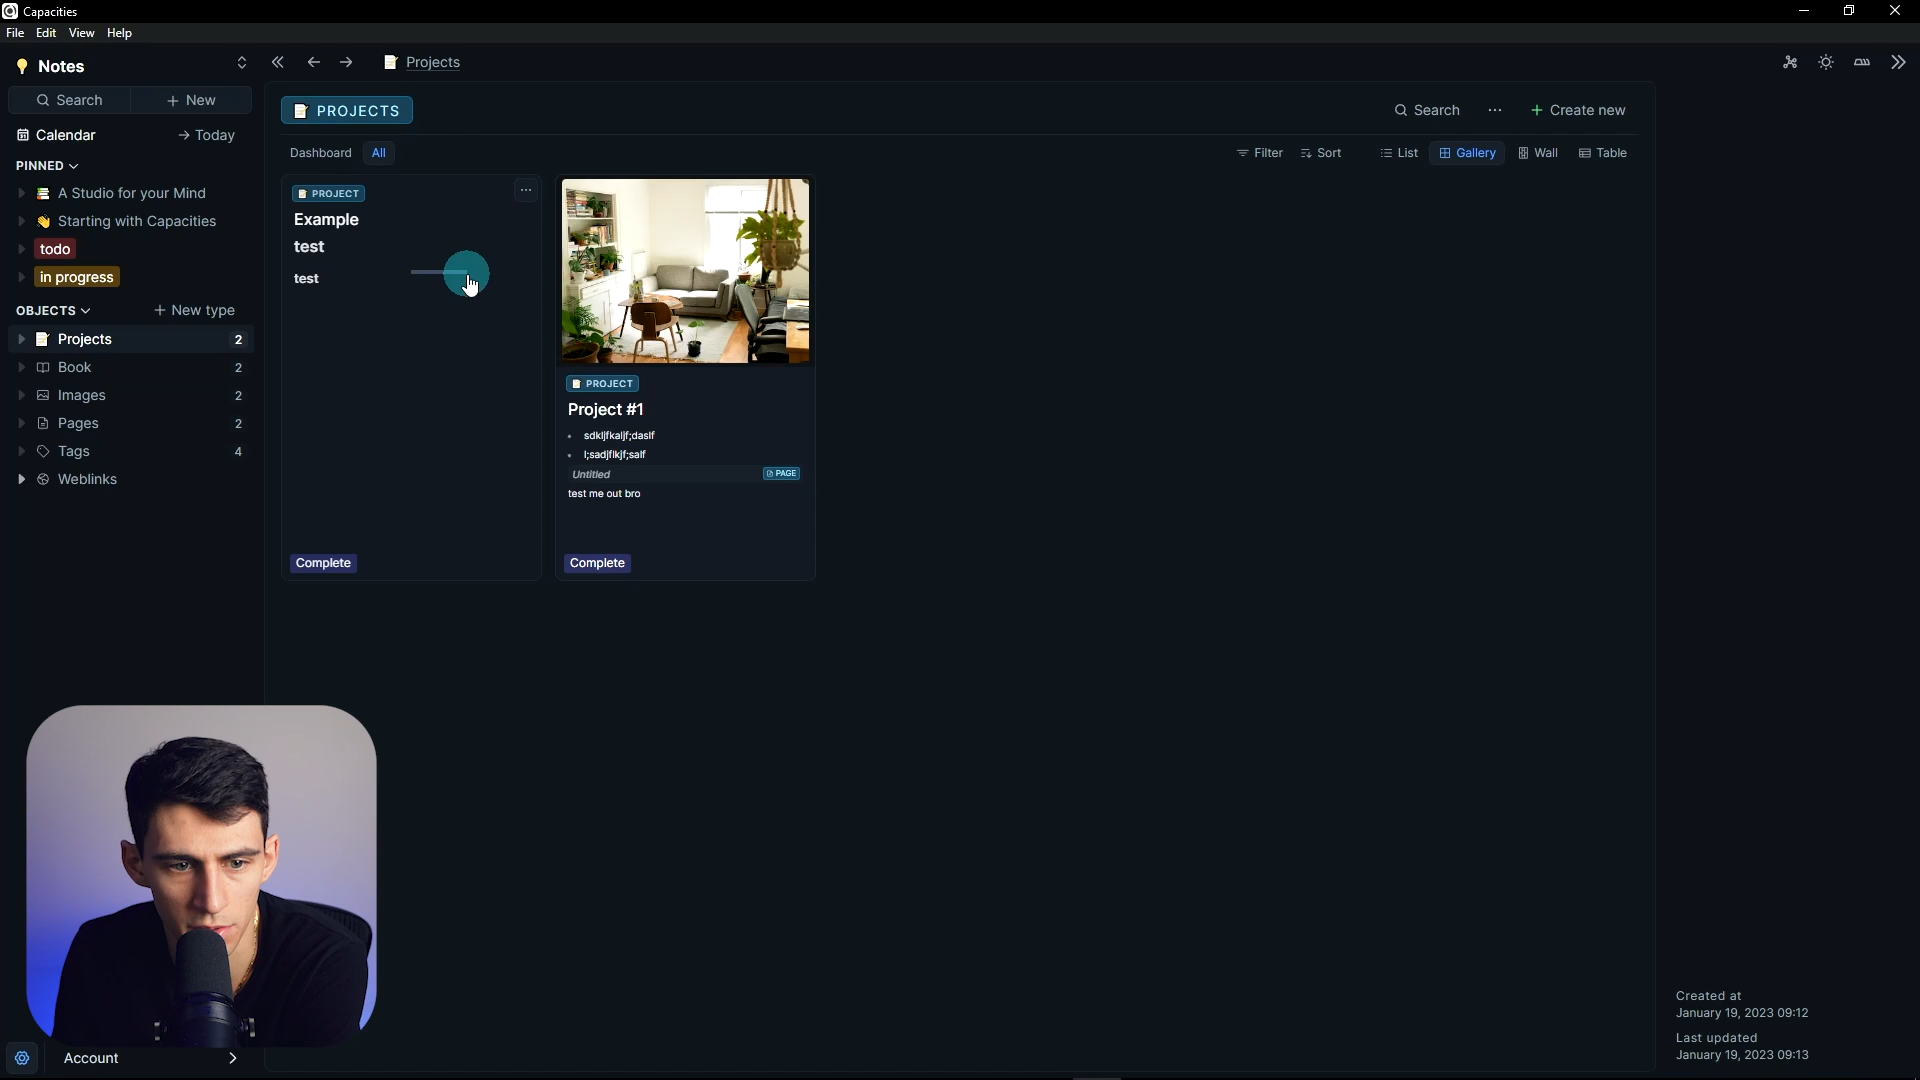 Capacities
File Edit View Help
Notes
Projects
Search
New
PROJECTS
Search
Create new
Calendar
Today
Dashboard All
Filter Sort List Gallery Wall Table
PINNED
A Studio for your Mind
Starting with Capacities
todo
in progress
OBJECTS
New type
Projects 2
Book 2
Images 2
Pages 2
Tags 4
Weblinks
PROJECT
Example
test
test
Complete
PROJECT
Project #1
sdkljfkaljf;daslf
l;sadjflkjf;salf
Untitled PAGE
test me out bro
Complete
Created at
January 19, 2023 09:12
Last updated
January 19, 2023 09:13
Account